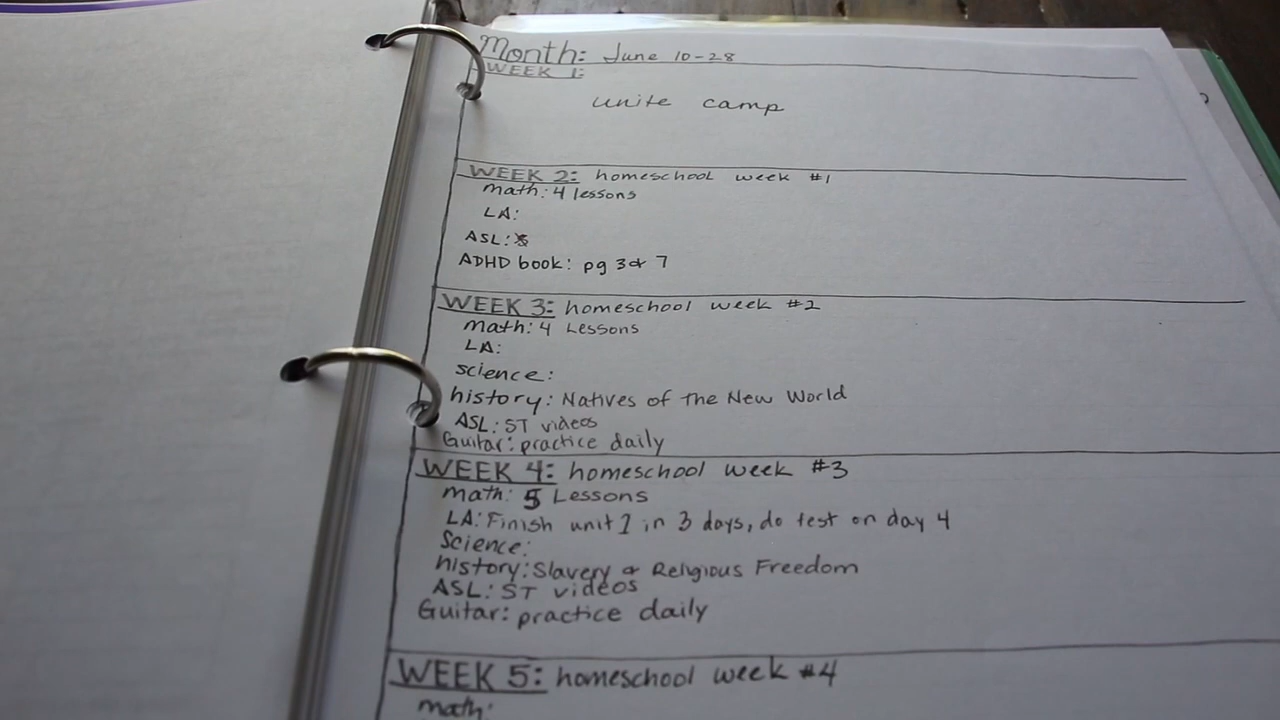 Month: June 10-28
WEEK 1:
unite camp
WEEK 2: homeschool week #1
math: 4 lessons
LA:
ASL:
ADHD book: pg 3 & 7
WEEK 3: homeschool week #2
math: 4 Lessons
LA:
science:
history: Natives of the New World
ASL: ST videos
Guitar: practice daily
WEEK 4: homeschool week #3
math: 5 Lessons
LA: Finish unit 1 in 3 days, do test on day 4
Science:
history: Slavery & Religious Freedom
ASL: ST videos
Guitar: practice daily
WEEK 5: homeschool week #4
math: